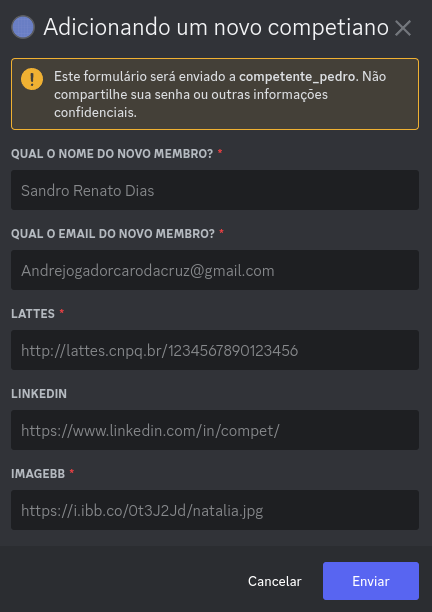 Adicionando um novo competiano
Este formulário será enviado a competente_pedro. Não
compartilhe sua senha ou outras informações
confidenciais.
QUAL O NOME DO NOVO MEMBRO? *
Sandro Renato Dias
QUAL O EMAIL DO NOVO MEMBRO? *
Andrejogadorcarodacruz@gmail.com
LATTES *
http://lattes.cnpq.br/1234567890123456
LINKEDIN
https://www.linkedin.com/in/compet/
IMAGEBB *
https://i.ibb.co/0t3J2Jd/natalia.jpg
Cancelar
Enviar